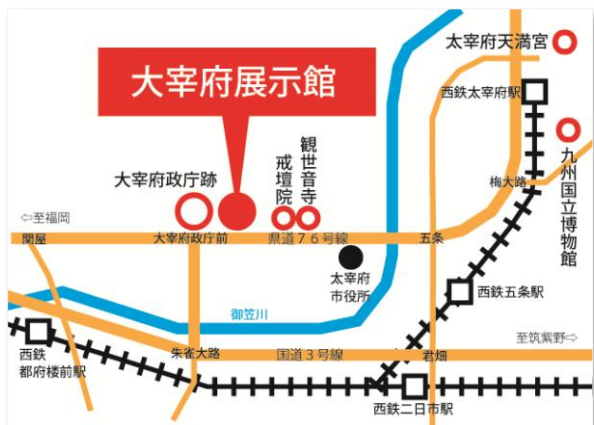 太宰府天満宮
大宰府展示館
西鉄太宰府駅
観世音寺
戒壇院
九州国立博物館
大宰府政庁跡
梅大路
⇦至福岡
関屋
大宰府政庁前
県道76号線
五条
太宰府
市役所
西鉄五条駅
御笠川
至筑紫野⇨
西鉄
都府楼前駅
朱雀大路
国道3号線
君畑
西鉄二日市駅